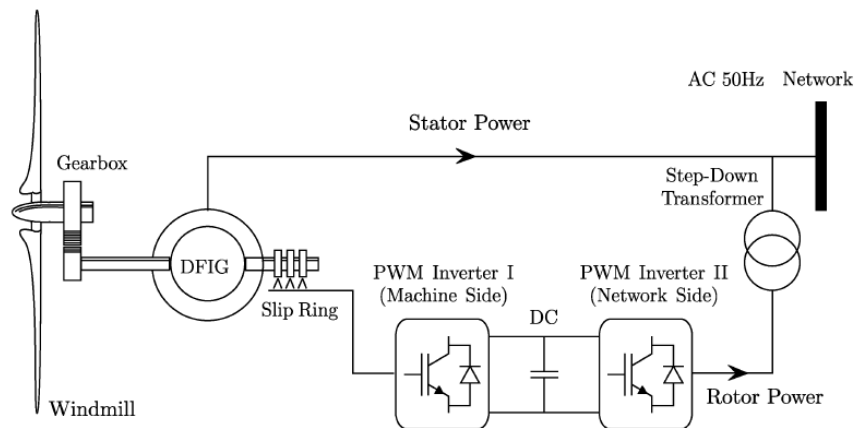 AC 50Hz Network
Stator Power
Gearbox
Step-Down
Transformer
DFIG
PWM Inverter I
(Machine Side)
PWM Inverter II
(Network Side)
Slip Ring
DC
Rotor Power
Windmill